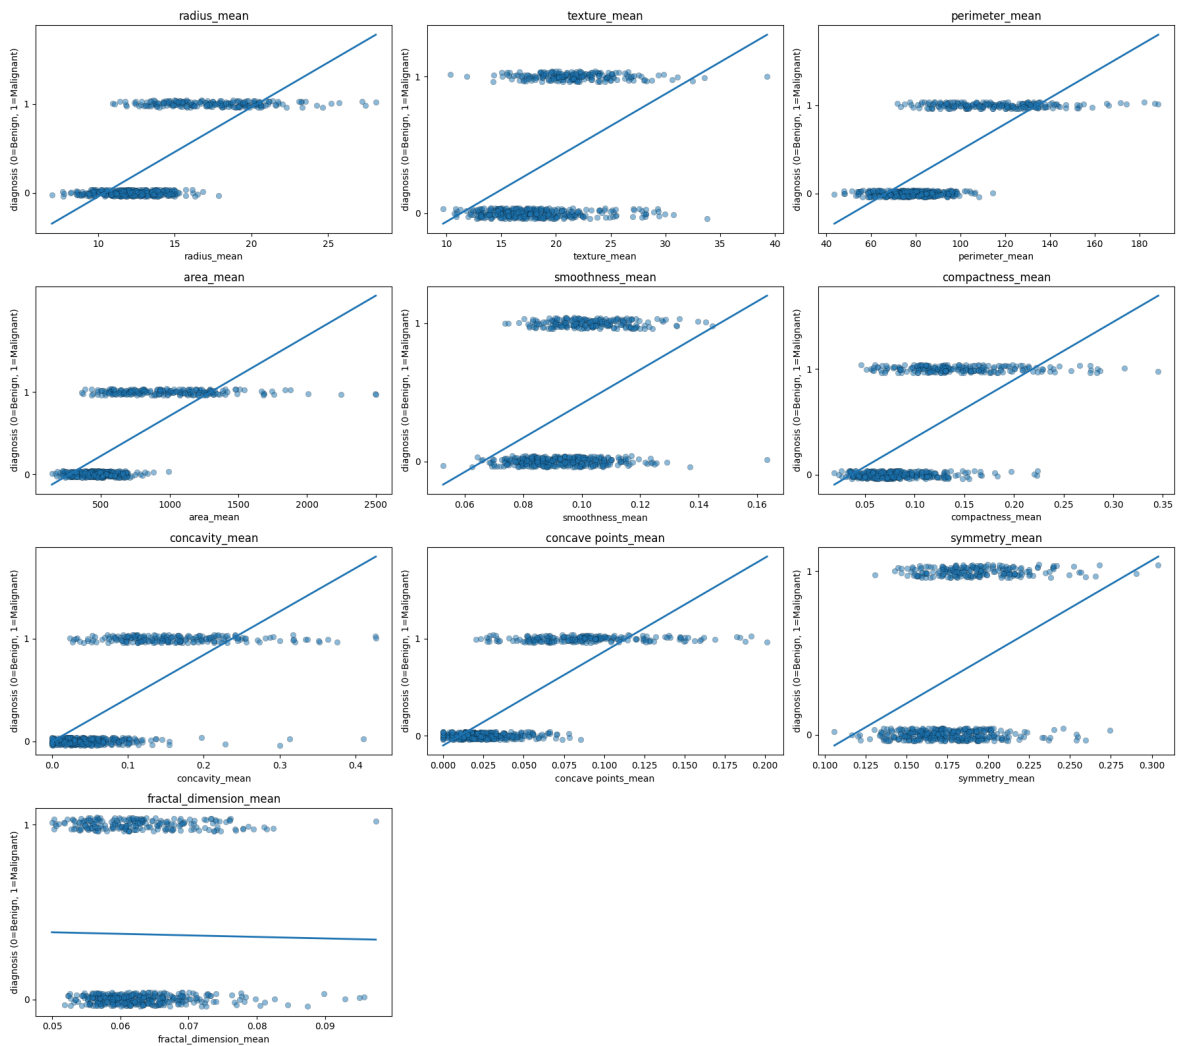 radius_mean
diagnosis (0=Benign, 1=Malignant)
1
0
10 15 20 25
radius_mean
texture_mean
diagnosis (0=Benign, 1=Malignant)
1
0
10 15 20 25 30 35 40
texture_mean
perimeter_mean
diagnosis (0=Benign, 1=Malignant)
1
0
40 60 80 100 120 140 160 180
perimeter_mean
area_mean
diagnosis (0=Benign, 1=Malignant)
1
0
500 1000 1500 2000 2500
area_mean
smoothness_mean
diagnosis (0=Benign, 1=Malignant)
1
0
0.06 0.08 0.10 0.12 0.14 0.16
smoothness_mean
compactness_mean
diagnosis (0=Benign, 1=Malignant)
1
0
0.05 0.10 0.15 0.20 0.25 0.30 0.35
compactness_mean
concavity_mean
diagnosis (0=Benign, 1=Malignant)
1
0
0.0 0.1 0.2 0.3 0.4
concavity_mean
concave points_mean
diagnosis (0=Benign, 1=Malignant)
1
0
0.000 0.025 0.050 0.075 0.100 0.125 0.150 0.175 0.200
concave points_mean
symmetry_mean
diagnosis (0=Benign, 1=Malignant)
1
0
0.100 0.125 0.150 0.175 0.200 0.225 0.250 0.275 0.300
symmetry_mean
fractal_dimension_mean
diagnosis (0=Benign, 1=Malignant)
1
0
0.05 0.06 0.07 0.08 0.09
fractal_dimension_mean